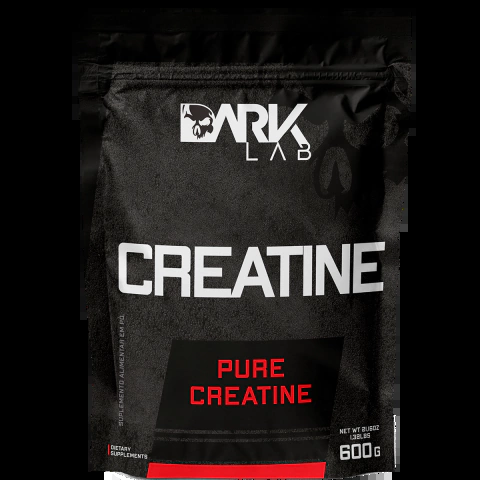 DARK
LAB
CREATINE
PURE
CREATINE
SUPLEMENTO ALIMENTAR EM PÓ
DIETARY
SUPPLEMENTS
NET WT 21,16OZ
1,32LBS
600G